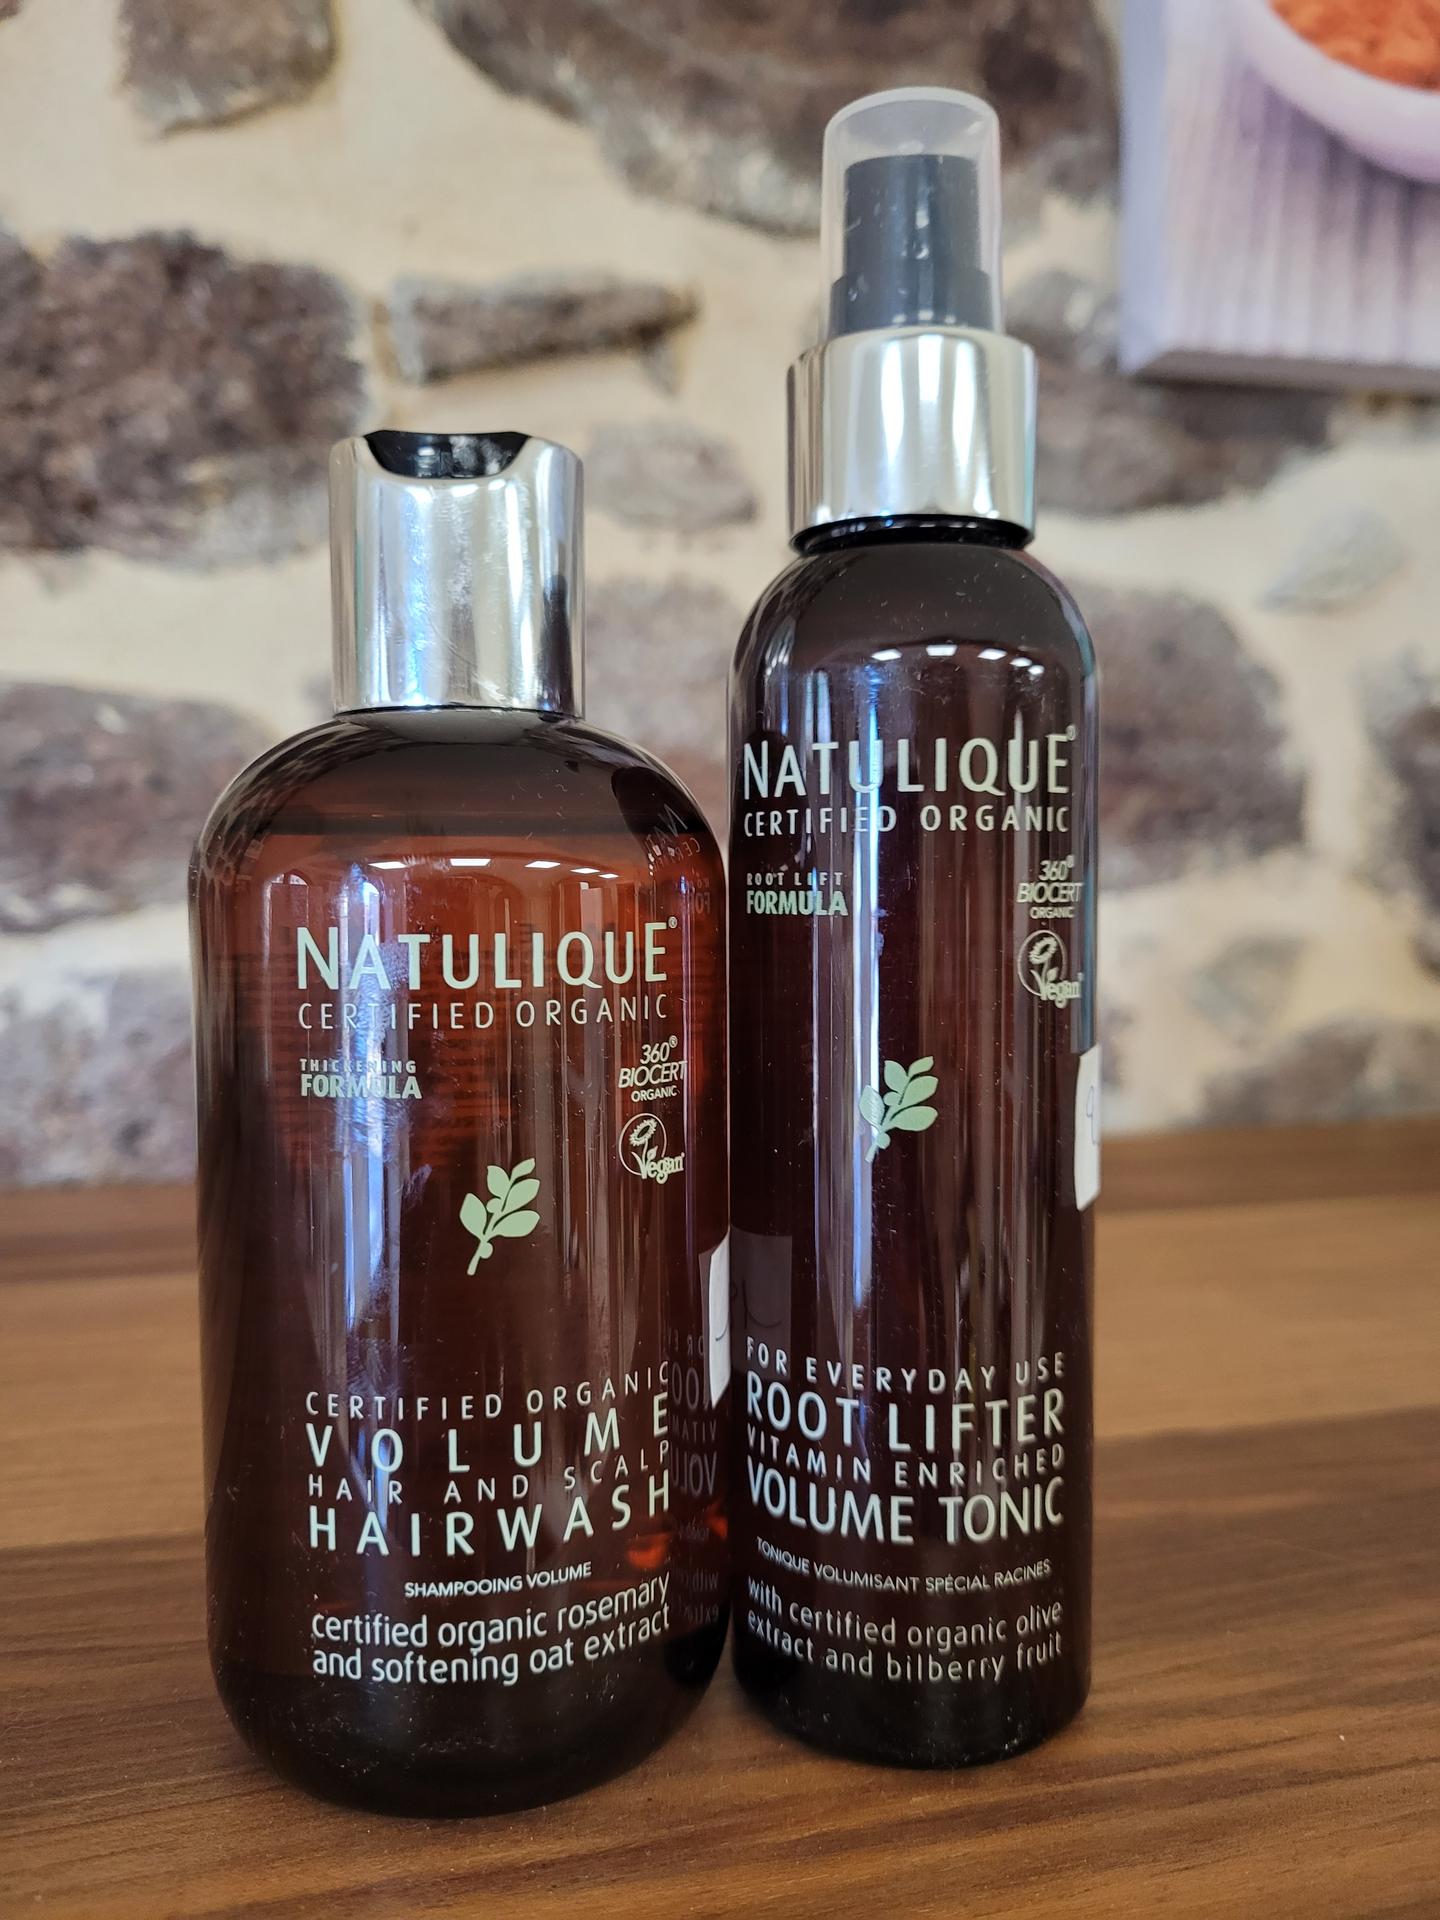 NATULIQUE®
CERTIFIED ORGANIC
THICKENING
FORMULA
360°
BIOCERT
ORGANIC
Vegan
CERTIFIED ORGANIC
VOLUME
HAIR AND SCALP
HAIRWASH
SHAMPOOING VOLUME
certified organic rosemary
and softening oat extract
NATULIQUE®
CERTIFIED ORGANIC
ROOT LIFT
FORMULA
360°
BIOCERT
ORGANIC
Vegan
FOR EVERYDAY USE
ROOT LIFTER
VITAMIN ENRICHED
VOLUME TONIC
TONIQUE VOLUMISANT SPÉCIAL RACINES
with certified organic olive
extract and bilberry fruit